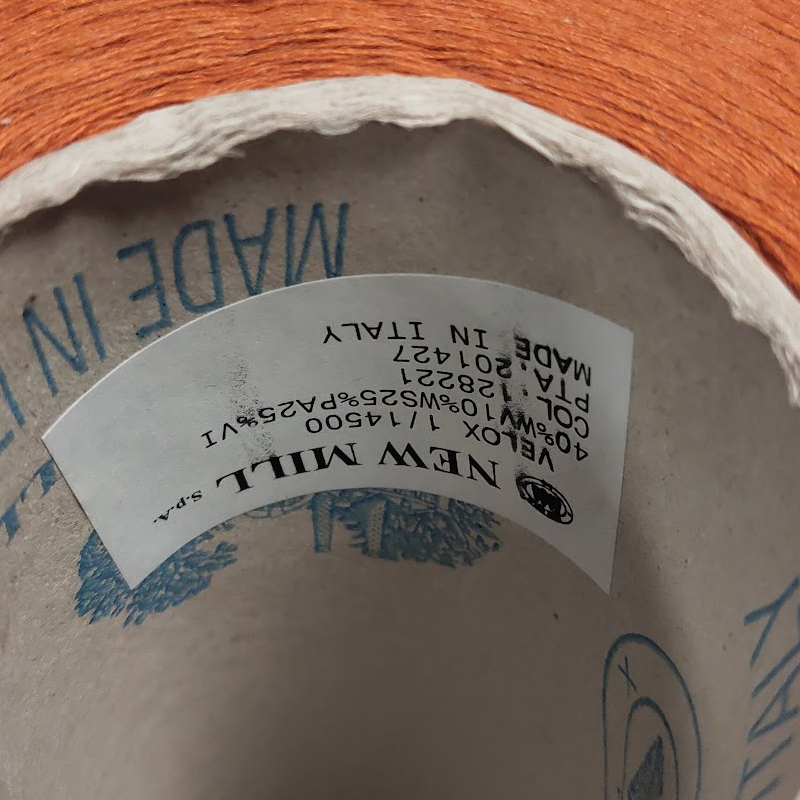 NEW MILL S.P.A.
VELOX 1/14500
40%WV10%WS25%PA25%VI
COL.128221
PTA.201427
MADE IN ITALY
MADE IN
ITALY